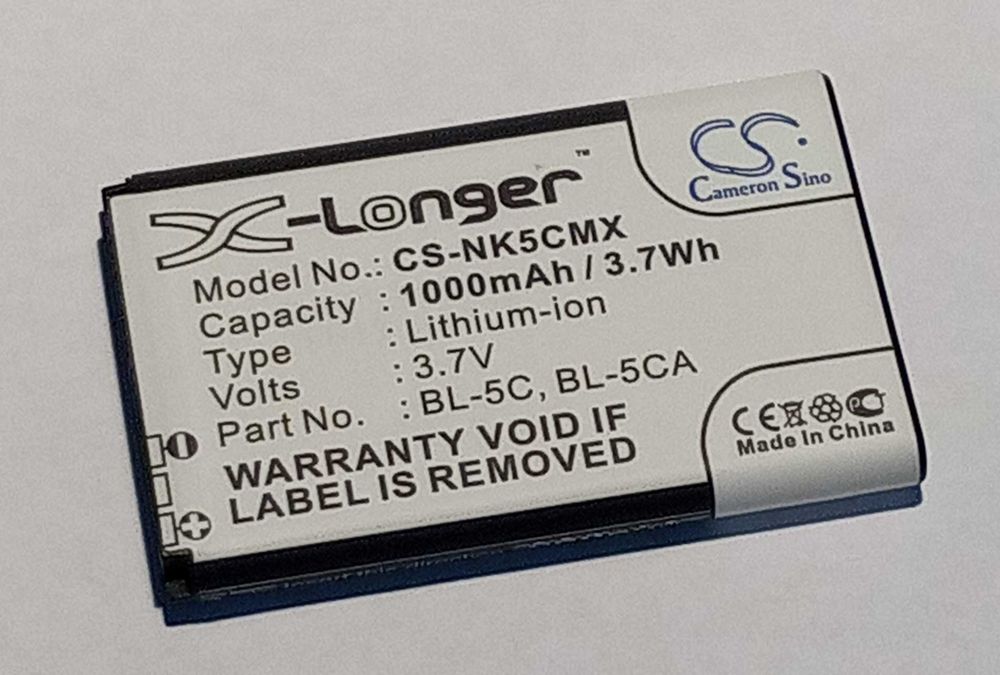 CS.
Cameron Sino
X-Longer™
Model No.: CS-NK5CMX
Capacity : 1000mAh / 3.7Wh
Type : Lithium-ion
Volts : 3.7V
Part No. : BL-5C, BL-5CA
WARRANTY VOID IF
LABEL IS REMOVED
CE
Made In China